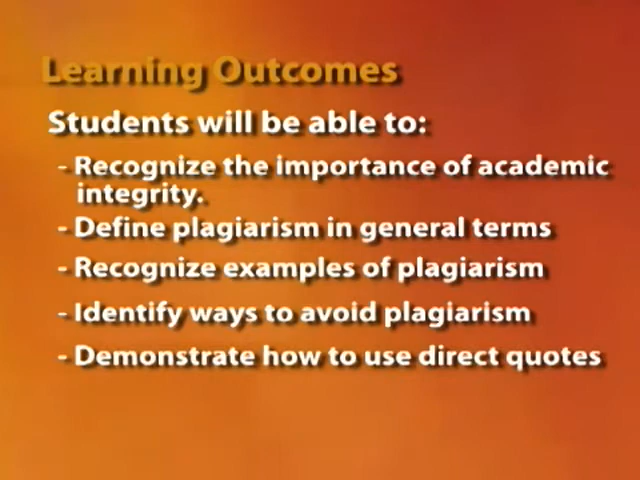 Learning Outcomes
Students will be able to:
- Recognize the importance of academic
integrity.
- Define plagiarism in general terms
- Recognize examples of plagiarism
- Identify ways to avoid plagiarism
- Demonstrate how to use direct quotes